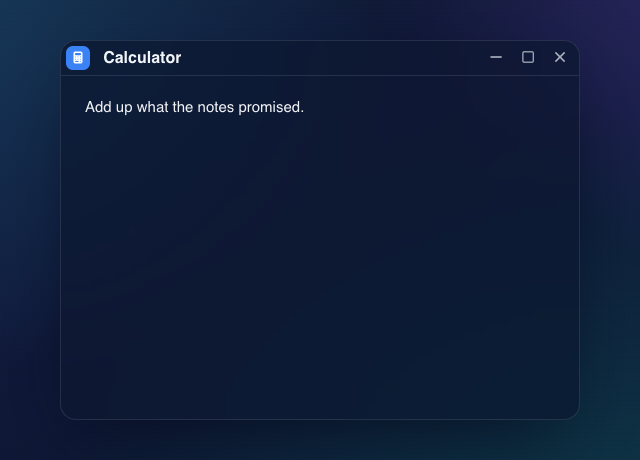 Calculator
Add up what the notes promised.